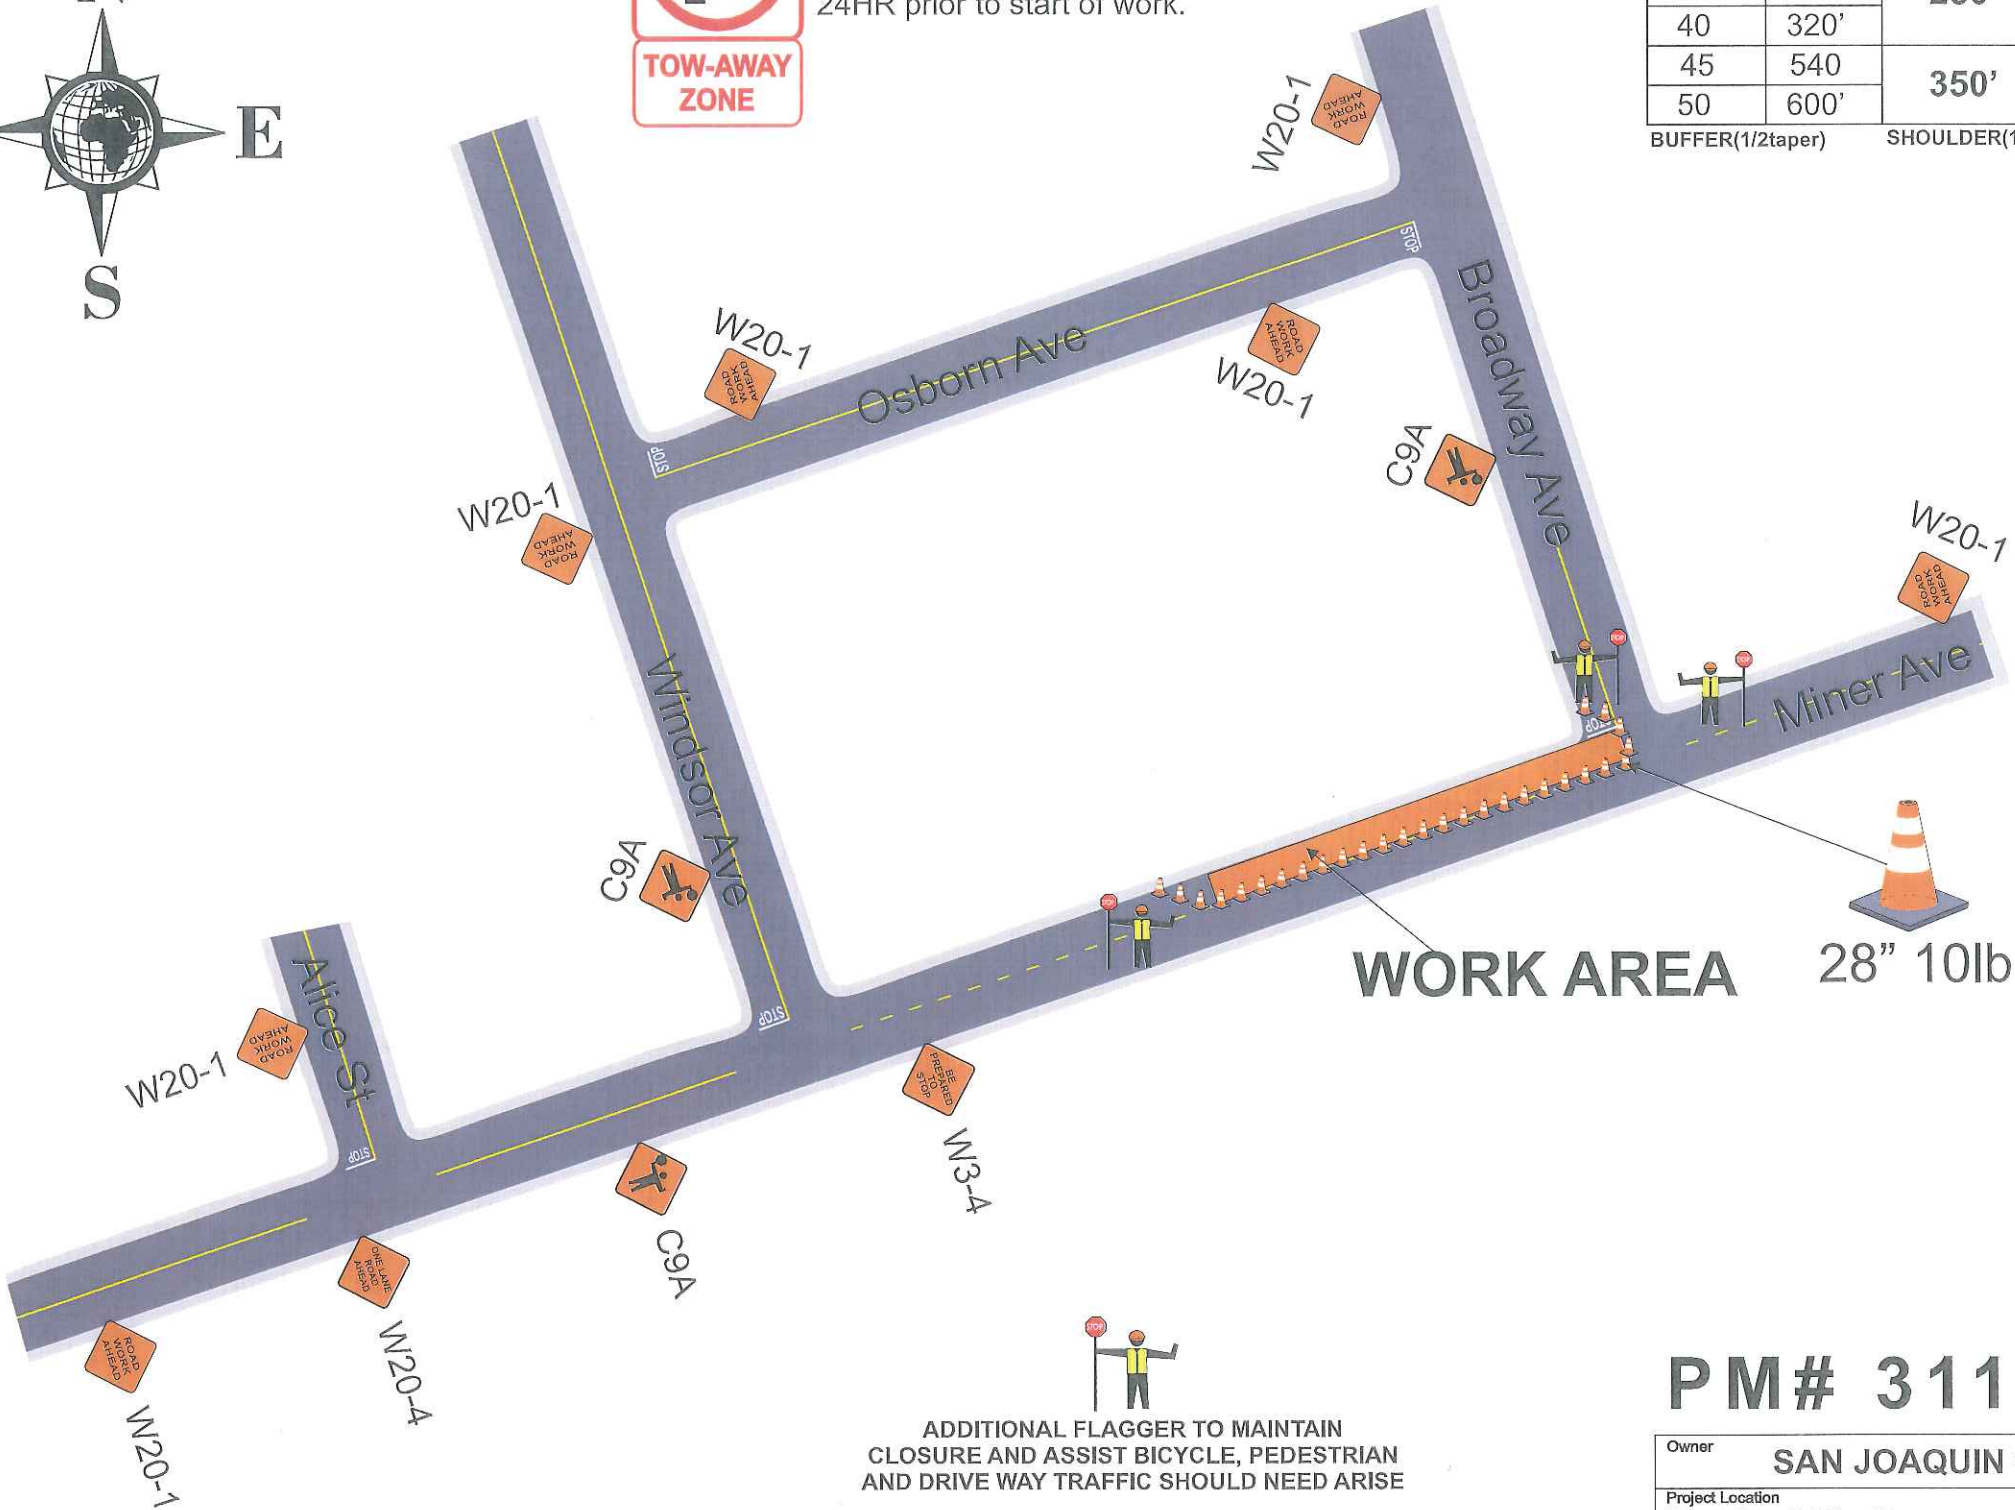 24HR prior to start of work.
TOW-AWAY
ZONE
E
S
40 320’
45 540
350’
50 600’
BUFFER(1/2taper) SHOULDER(1
W20-1
ROAD
WORK
AHEAD
W20-1
ROAD
WORK
AHEAD
Osborn Ave
STOP
STOP
ROAD
WORK
AHEAD
W20-1
Broadway Ave
C9A
W20-1
ROAD
WORK
AHEAD
W20-1
ROAD
WORK
AHEAD
STOP
STOP
Miner Ave
STOP
Windsor Ave
C9A
STOP
STOP
WORK AREA
28” 10lb
Alice St
W20-1
ROAD
WORK
AHEAD
STOP
BE
PREPARED
TO
STOP
W3-4
C9A
ONE LANE
ROAD
AHEAD
W20-4
ROAD
WORK
AHEAD
W20-1
STOP
ADDITIONAL FLAGGER TO MAINTAIN
CLOSURE AND ASSIST BICYCLE, PEDESTRIAN
AND DRIVE WAY TRAFFIC SHOULD NEED ARISE
PM# 311
Owner SAN JOAQUIN
Project Location